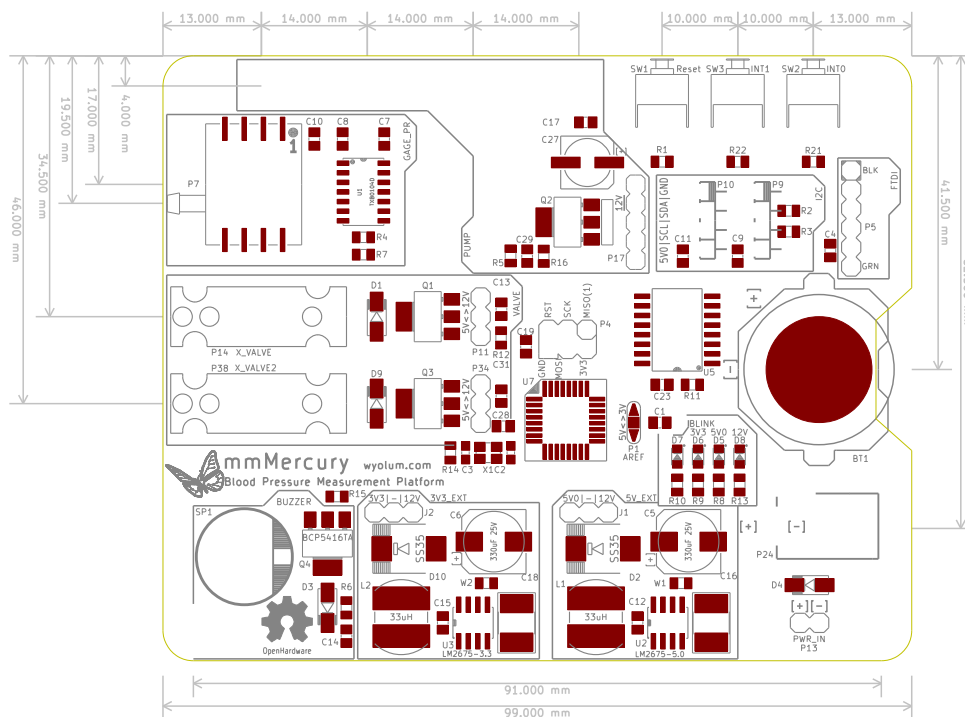 13.000 mm
14.000 mm
14.000 mm
14.000 mm
10.000 mm
10.000 mm
13.000 mm
4.000 mm
17.000 mm
19.500 mm
34.500 mm
46.000 mm
41.500 mm
SW1
Reset
SW3
INT1
SW2
INT0
C10
C8
C7
GAGE_PR
1
P7
U1
TXB0104D
R4
R7
C17
C27
[+]
Q2
12V
P17
PUMP
C29
R5
R16
R1
R22
R21
5V0|SCL|SDA|GND
P10
P9
I2C
R2
R3
C11
C9
C4
BLK
FTDI
P5
GRN
D1
Q1
5V<>12V
P11
C13
VALVE
R12
C31
P14 X_VALVE
P38 X_VALVE2
D9
Q3
5V<>12V
P34
C28
C19
RST
SCK
MISO(1)
P4
GND
MOSI
3V3
U7
U5
[+]
[-]
C23
R11
BT1
5V<>3V
P1
AREF
C1
BLINK
3V3
5V0
12V
D7
D6
D5
D8
R10
R9
R8
R13
R14
C3
X1
C2
mmMercury
wyolum.com
Blood Pressure Measurement Platform
R15
SP1
BUZZER
BCP5416TA
Q4
D3
R6
C14
OpenHardware
3V3|-|12V
3V3_EXT
J2
C6
330uF 25V
[+]
SS35
D10
L2
33uH
W2
C18
C15
U3
LM2675-3.3
5V0|-|12V
5V_EXT
J1
C5
330uF 25V
[+]
SS35
D2
L1
33uH
W1
C16
C12
U2
LM2675-5.0
[+]
[-]
P24
D4
[+][-]
PWR_IN
P13
91.000 mm
99.000 mm